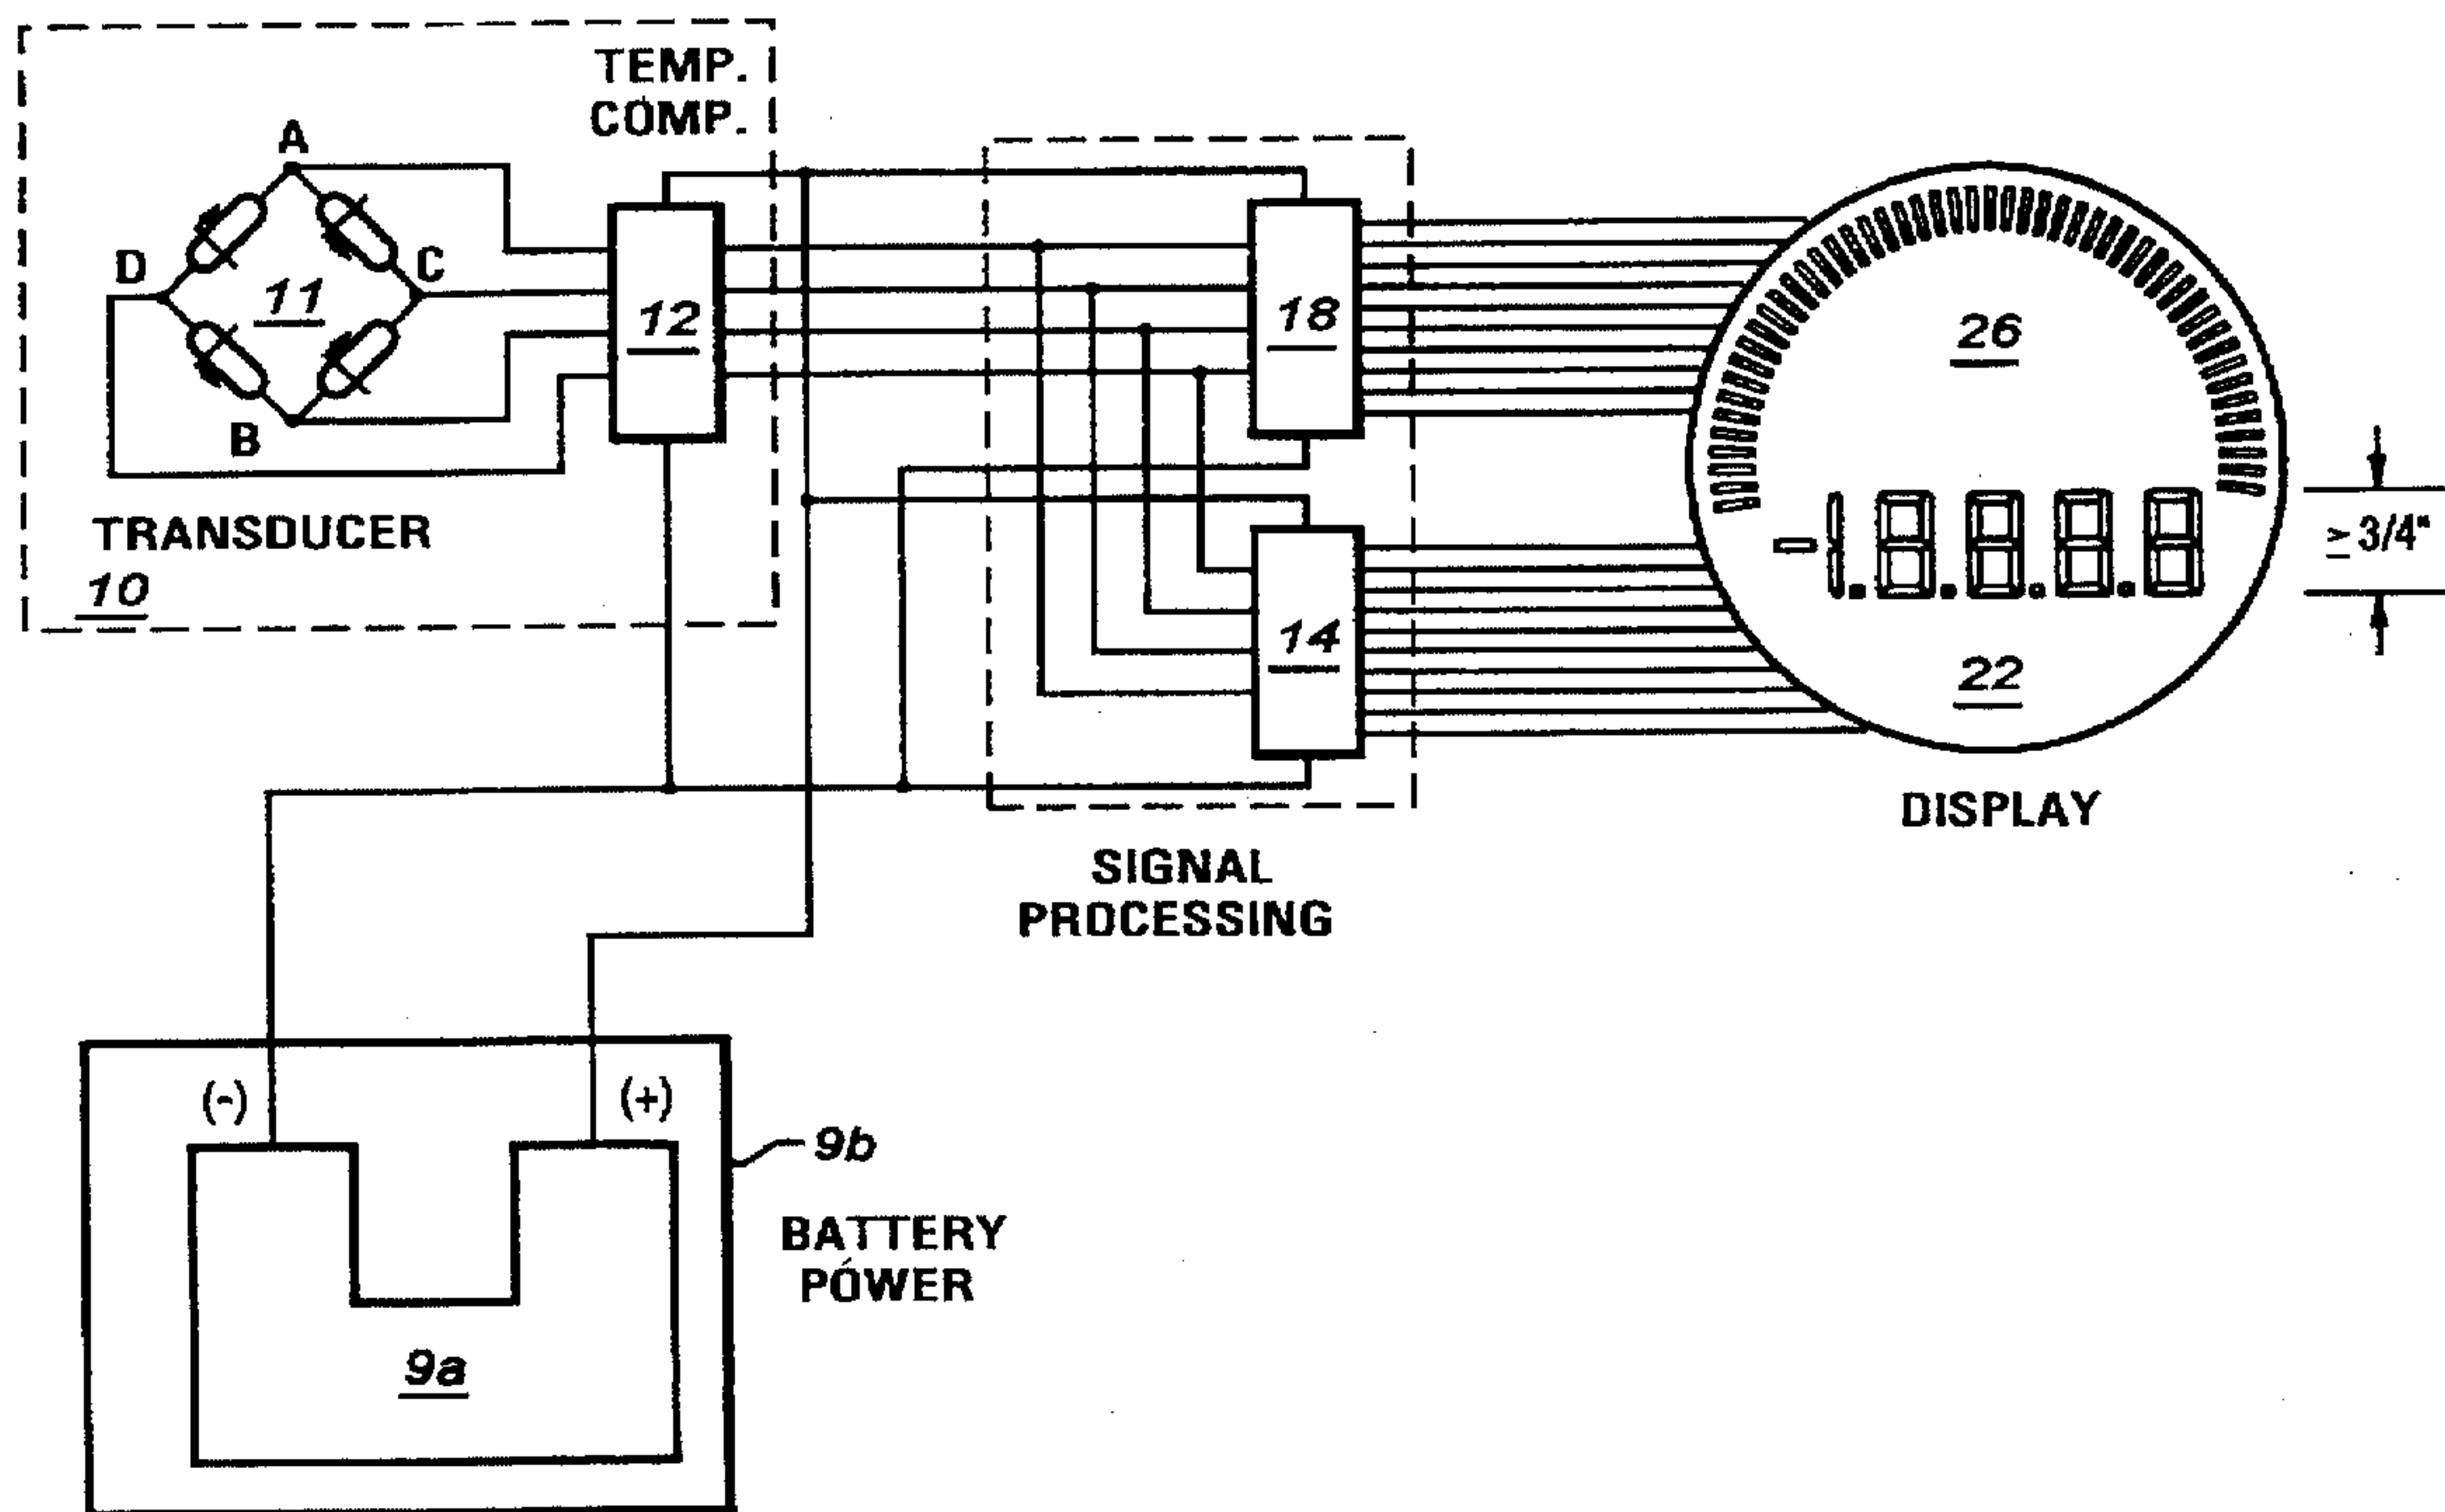 TEMP.
COMP.
A
D
C
11
B
12
TRANSDUCER
10
18
14
SIGNAL
PROCESSING
26
-1.8.8.8.8
22
≥ 3/4"
DISPLAY
(-)
(+)
9b
BATTERY
POWER
9a